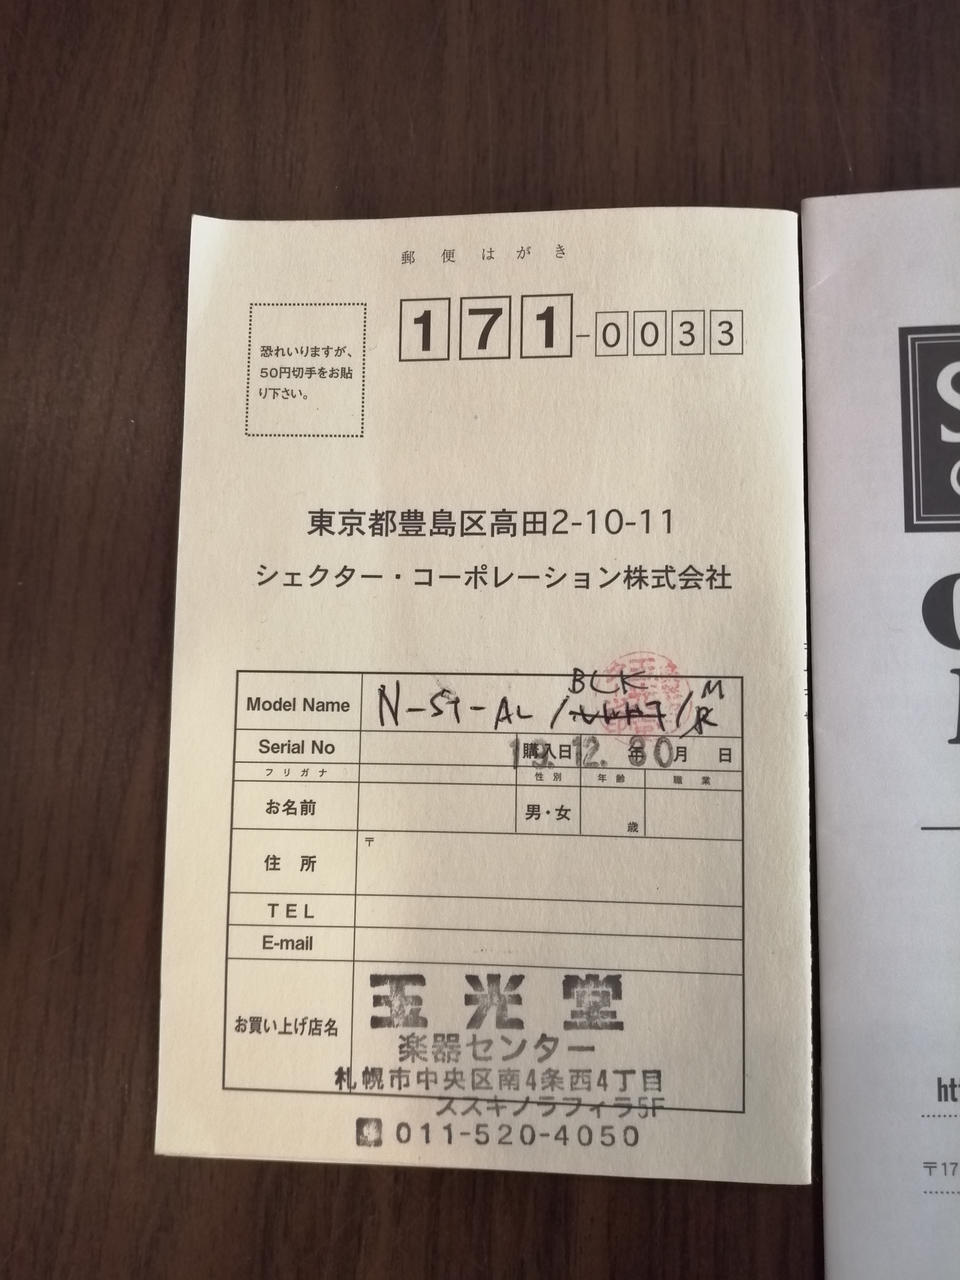 郵便はがき
171-0033
恐れいりますが、
50円切手をお貼
り下さい。
東京都豊島区高田2-10-11
シェクター・コーポレーション株式会社
Model Name N-ST-AL / BLK / M
R
Serial No 購入日 年 月 日
19.12.30
フリガナ 性別 年齢 職業
お名前 男・女 歳
住所 〒
TEL
E-mail
お買い上げ店名
玉光堂
楽器センター
札幌市中央区南4条西4丁目
ススキノラフィラ5F
011-520-4050
S
〒17